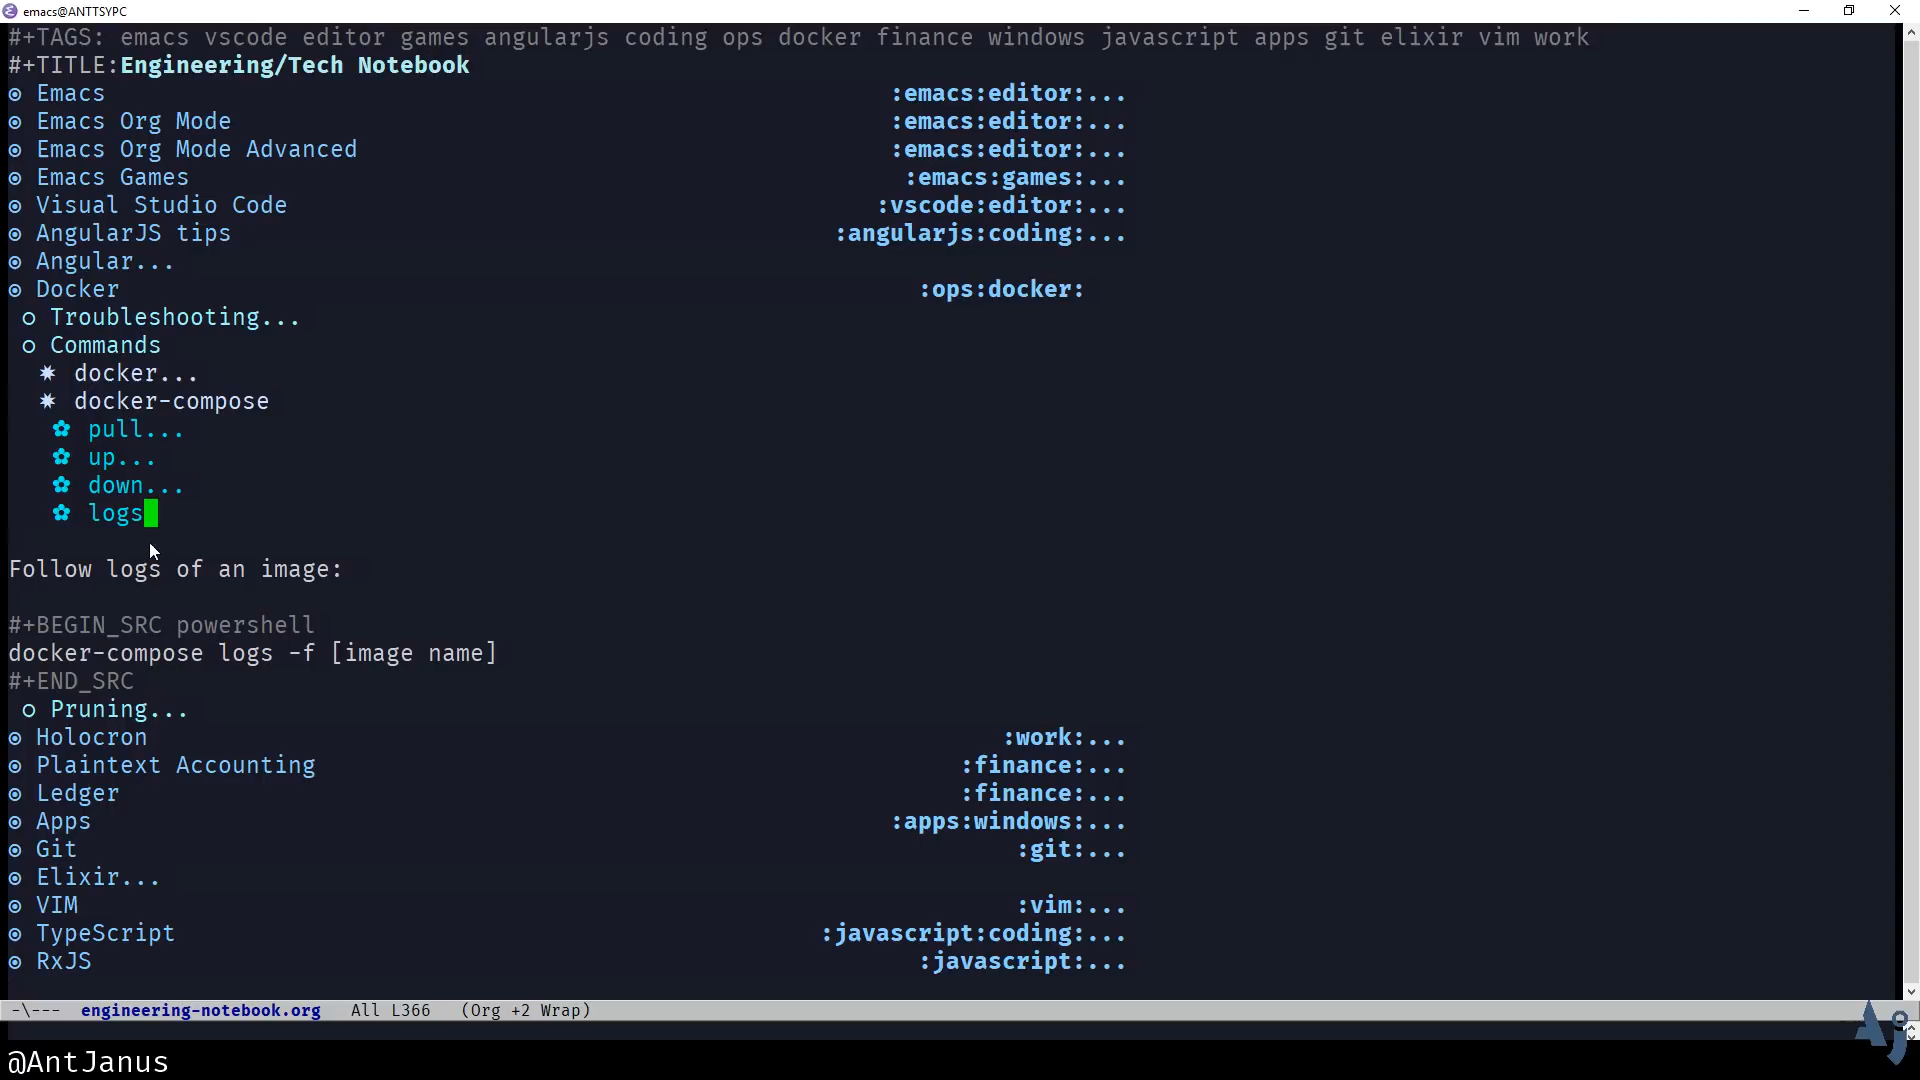 emacs@ANTTSYPC
#+TAGS: emacs vscode editor games angularjs coding ops docker finance windows javascript apps git elixir vim work
#+TITLE:Engineering/Tech Notebook
Emacs :emacs:editor:...
Emacs Org Mode :emacs:editor:...
Emacs Org Mode Advanced :emacs:editor:...
Emacs Games :emacs:games:...
Visual Studio Code :vscode:editor:...
AngularJS tips :angularjs:coding:...
Angular...
Docker :ops:docker:
Troubleshooting...
Commands
docker...
docker-compose
pull...
up...
down...
logs
Follow logs of an image:
#+BEGIN_SRC powershell
docker-compose logs -f [image name]
#+END_SRC
Pruning...
Holocron :work:...
Plaintext Accounting :finance:...
Ledger :finance:...
Apps :apps:windows:...
Git :git:...
Elixir...
VIM :vim:...
TypeScript :javascript:coding:...
RxJS :javascript:...
-\--- engineering-notebook.org All L366 (Org +2 Wrap)
@AntJanus
Aj